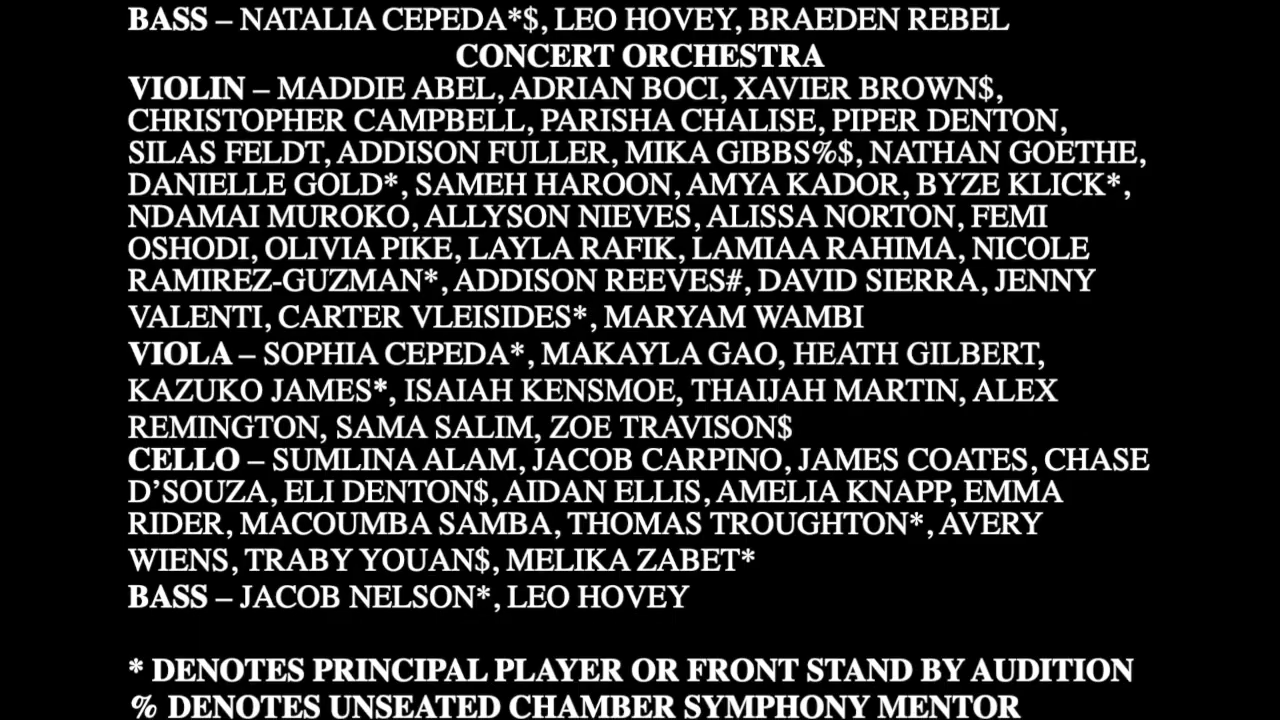 BASS – NATALIA CEPEDA*$, LEO HOVEY, BRAEDEN REBEL
CONCERT ORCHESTRA
VIOLIN – MADDIE ABEL, ADRIAN BOCI, XAVIER BROWN$,
CHRISTOPHER CAMPBELL, PARISHA CHALISE, PIPER DENTON,
SILAS FELDT, ADDISON FULLER, MIKA GIBBS%$, NATHAN GOETHE,
DANIELLE GOLD*, SAMEH HAROON, AMYA KADOR, BYZE KLICK*,
NDAMAI MUROKO, ALLYSON NIEVES, ALISSA NORTON, FEMI
OSHODI, OLIVIA PIKE, LAYLA RAFIK, LAMIAA RAHIMA, NICOLE
RAMIREZ-GUZMAN*, ADDISON REEVES#, DAVID SIERRA, JENNY
VALENTI, CARTER VLEISIDES*, MARYAM WAMBI
VIOLA – SOPHIA CEPEDA*, MAKAYLA GAO, HEATH GILBERT,
KAZUKO JAMES*, ISAIAH KENSMOE, THAIJAH MARTIN, ALEX
REMINGTON, SAMA SALIM, ZOE TRAVISON$
CELLO – SUMLINA ALAM, JACOB CARPINO, JAMES COATES, CHASE
D’SOUZA, ELI DENTON$, AIDAN ELLIS, AMELIA KNAPP, EMMA
RIDER, MACOUMBA SAMBA, THOMAS TROUGHTON*, AVERY
WIENS, TRABY YOUAN$, MELIKA ZABET*
BASS – JACOB NELSON*, LEO HOVEY
* DENOTES PRINCIPAL PLAYER OR FRONT STAND BY AUDITION
% DENOTES UNSEATED CHAMBER SYMPHONY MENTOR